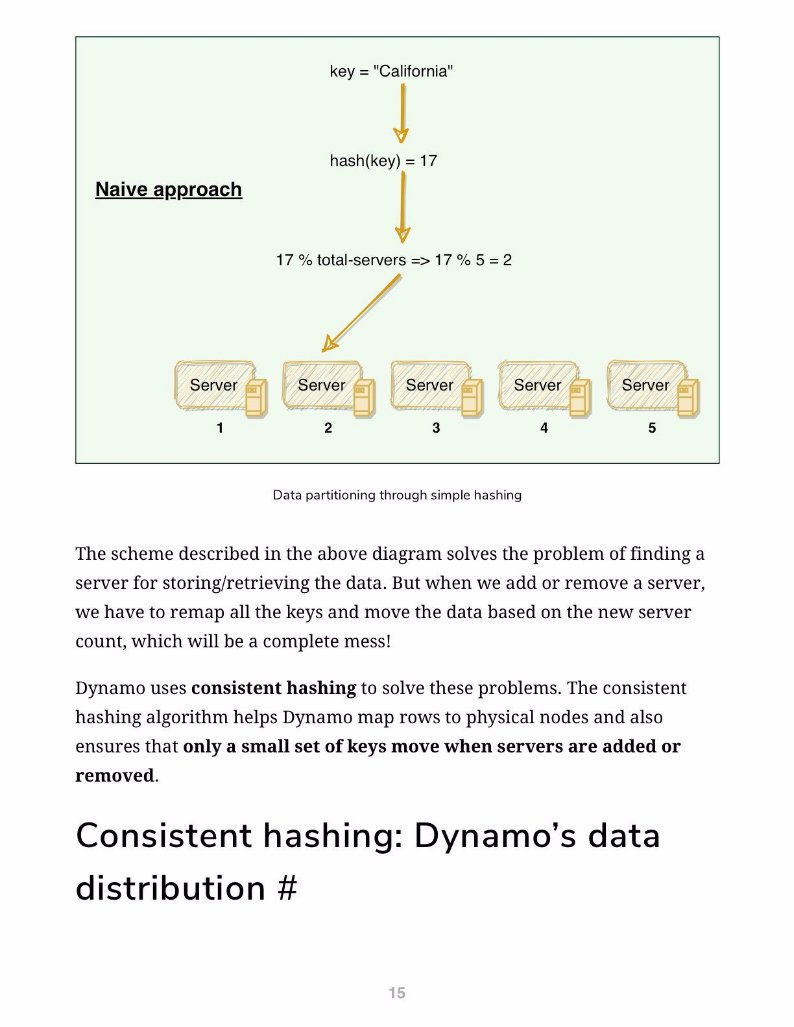 key = "California"
hash(key) = 17
Naive approach
17 % total-servers => 17 % 5 = 2
Server Server Server Server Server
1 2 3 4 5
Data partitioning through simple hashing
The scheme described in the above diagram solves the problem of finding a
server for storing/retrieving the data. But when we add or remove a server,
we have to remap all the keys and move the data based on the new server
count, which will be a complete mess!
Dynamo uses consistent hashing to solve these problems. The consistent
hashing algorithm helps Dynamo map rows to physical nodes and also
ensures that only a small set of keys move when servers are added or
removed.
Consistent hashing: Dynamo’s data
distribution #
15